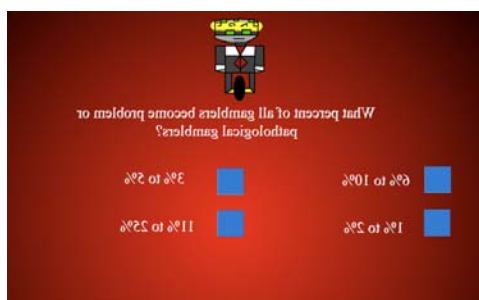 What percent of all gamblers become problem or
pathological gamblers?
6% to 10%
3% to 5%
1% to 2%
11% to 25%